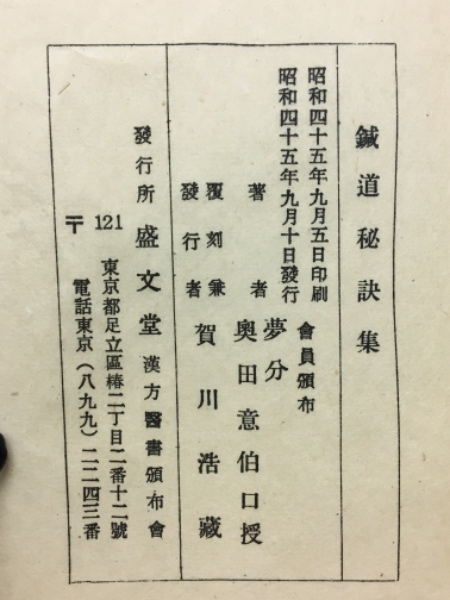 鍼道秘訣集
昭和四十五年九月五日印刷
昭和四十五年九月十日發行
會員頒布
著者
夢分
奥田意伯口授
覆刻兼
發行者
賀川浩藏
發行所 盛文堂 漢方醫書頒布會
〒121
東京都足立區椿二丁目二番十二號
電話東京(八九九)二二四三番